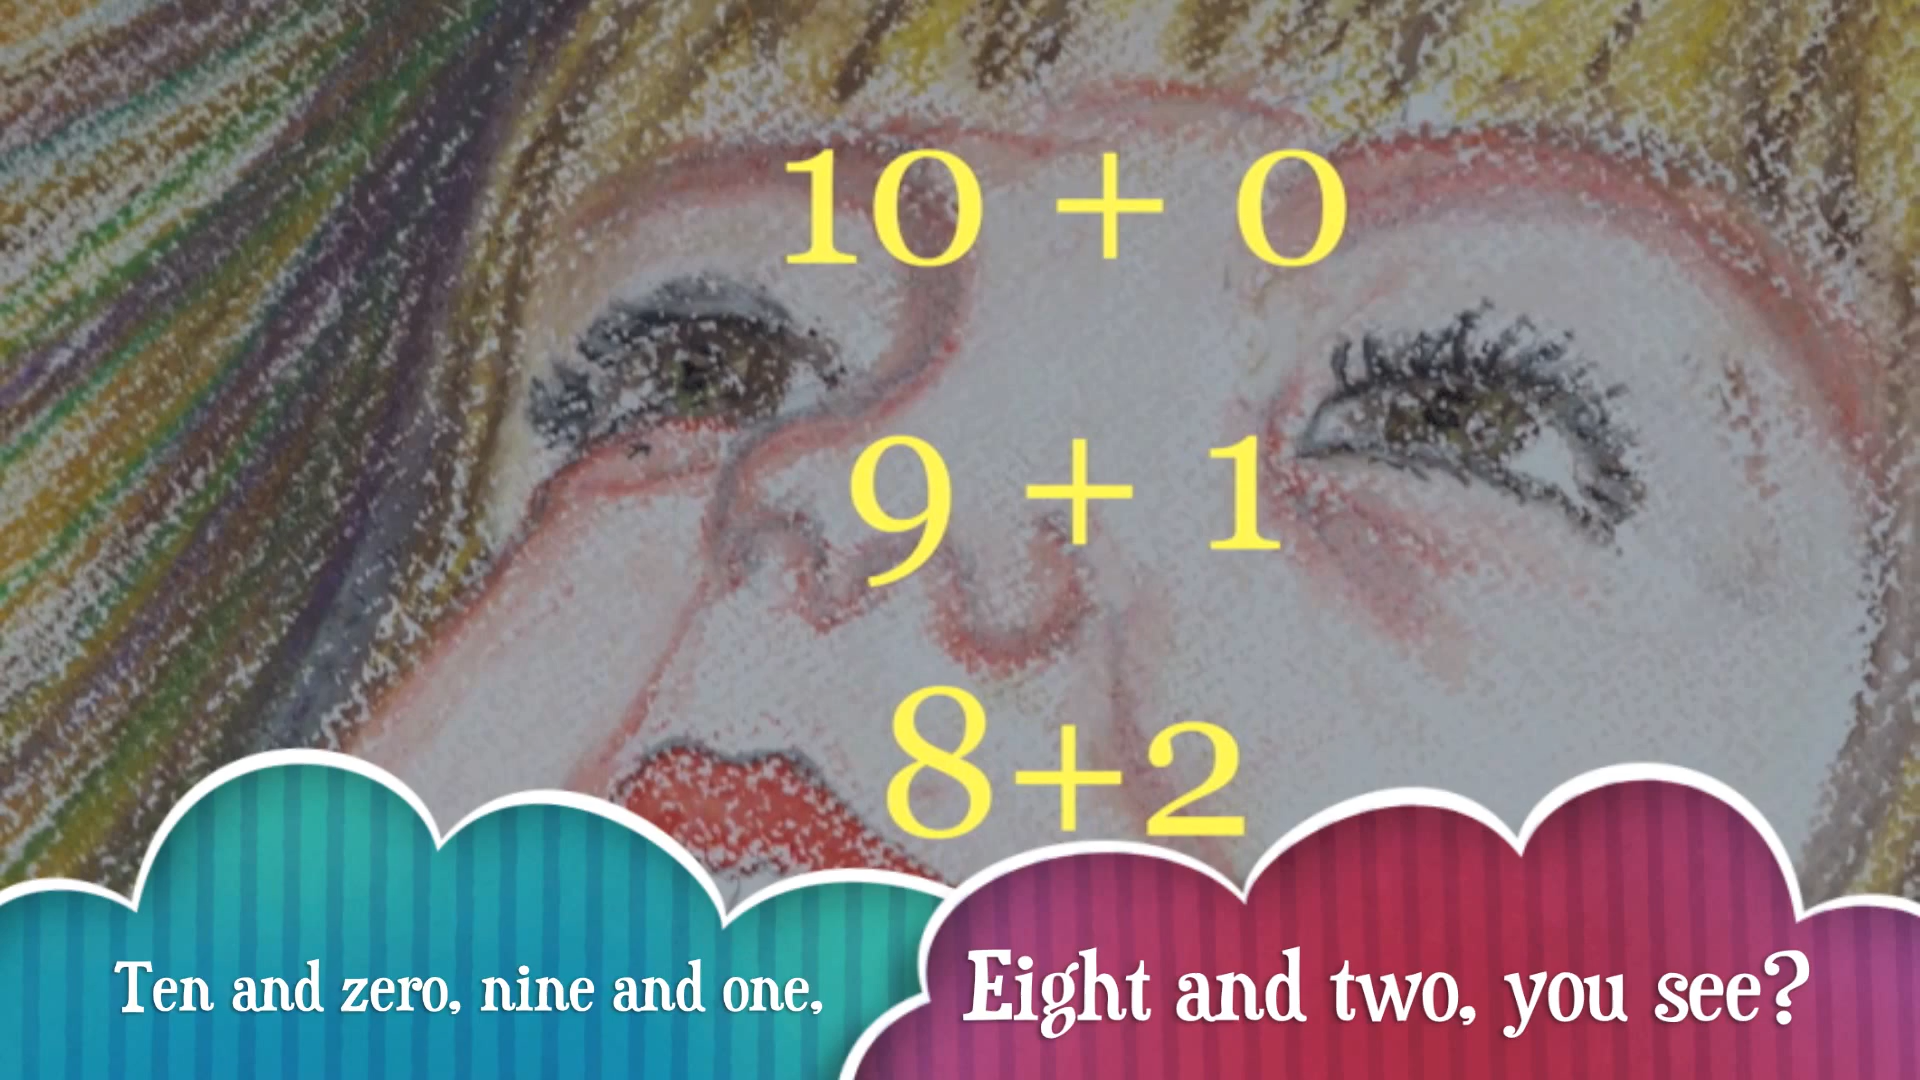 10 + 0
9 + 1
8+2
Ten and zero, nine and one,
Eight and two, you see?